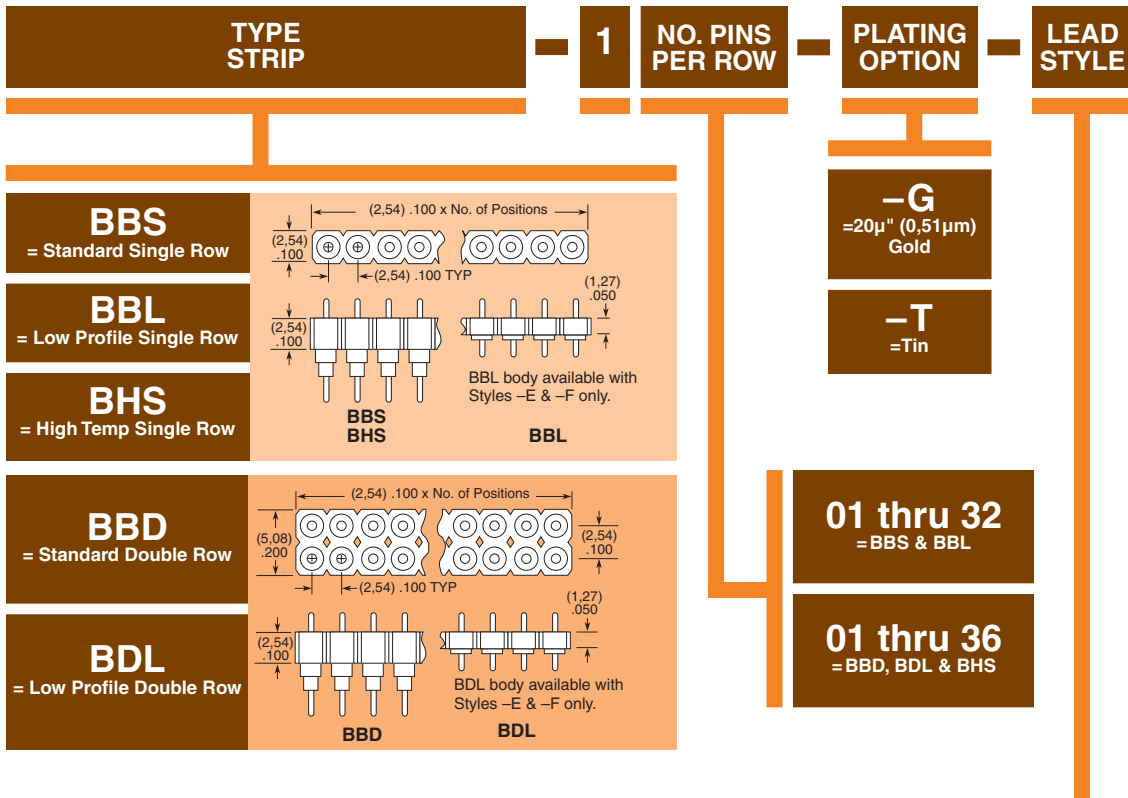 TYPE
STRIP
1
NO. PINS
PER ROW
PLATING
OPTION
LEAD
STYLE
BBS
= Standard Single Row
BBL
= Low Profile Single Row
BHS
= High Temp Single Row
(2,54) .100 x No. of Positions
(2,54)
.100
(2,54) .100 TYP
(1,27)
.050
(2,54)
.100
BBL body available with
Styles –E & –F only.
BBS
BHS
BBL
BBD
= Standard Double Row
BDL
= Low Profile Double Row
(2,54) .100 x No. of Positions
(5,08)
.200
(2,54)
.100
(2,54) .100 TYP
(1,27)
.050
(2,54)
.100
BDL body available with
Styles –E & –F only.
BBD
BDL
–G
=20µ" (0,51µm)
Gold
–T
=Tin
01 thru 32
=BBS & BBL
01 thru 36
=BBD, BDL & BHS